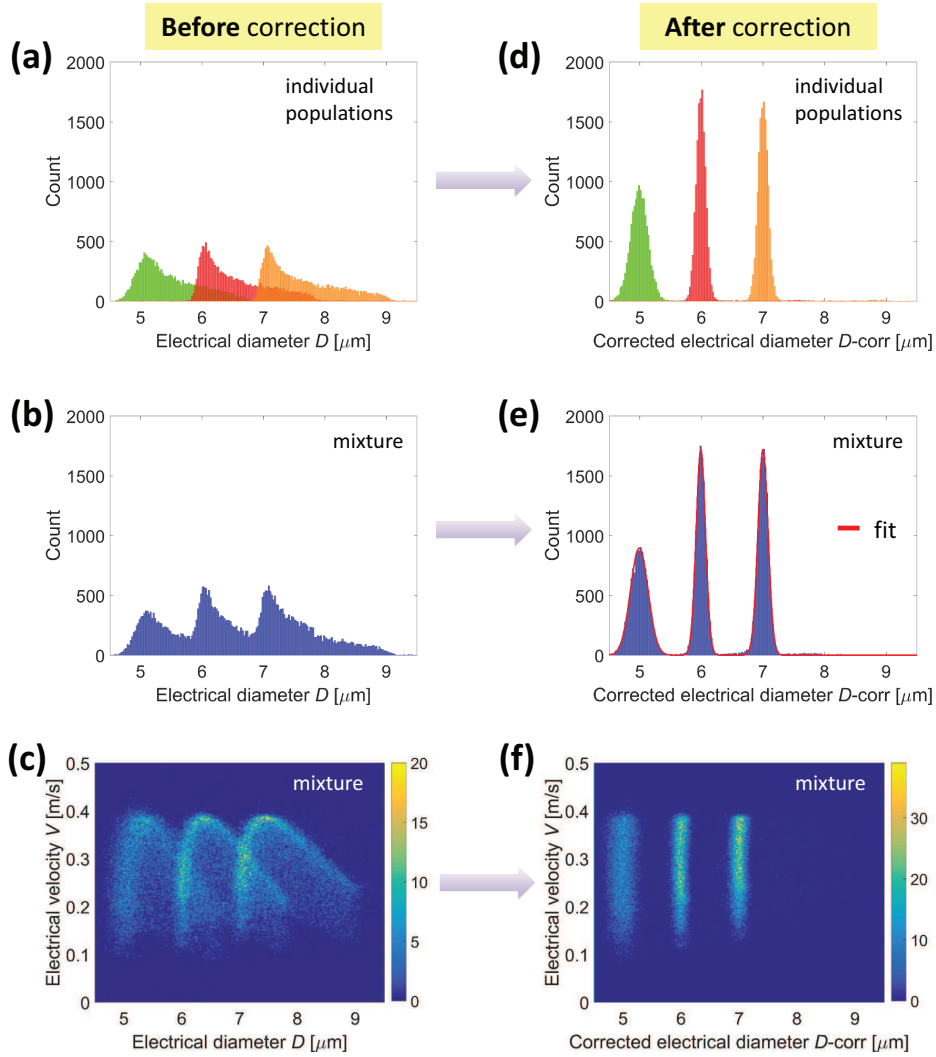 Before correction
After correction
(a)
2000
1500
1000
500
0
Count
individual
populations
5 6 7 8 9
Electrical diameter D [μm]
(d)
2000
1500
1000
500
0
Count
individual
populations
5 6 7 8 9
Corrected electrical diameter D-corr [μm]
(b)
2000
1500
1000
500
0
Count
mixture
5 6 7 8 9
Electrical diameter D [μm]
(e)
2000
1500
1000
500
0
Count
mixture
fit
5 6 7 8 9
Corrected electrical diameter D-corr [μm]
(c)
0.5
0.4
0.3
0.2
0.1
0
Electrical velocity V [m/s]
mixture
20
15
10
5
0
5 6 7 8 9
Electrical diameter D [μm]
(f)
0.5
0.4
0.3
0.2
0.1
0
Electrical velocity V [m/s]
mixture
30
20
10
0
5 6 7 8 9
Corrected electrical diameter D-corr [μm]